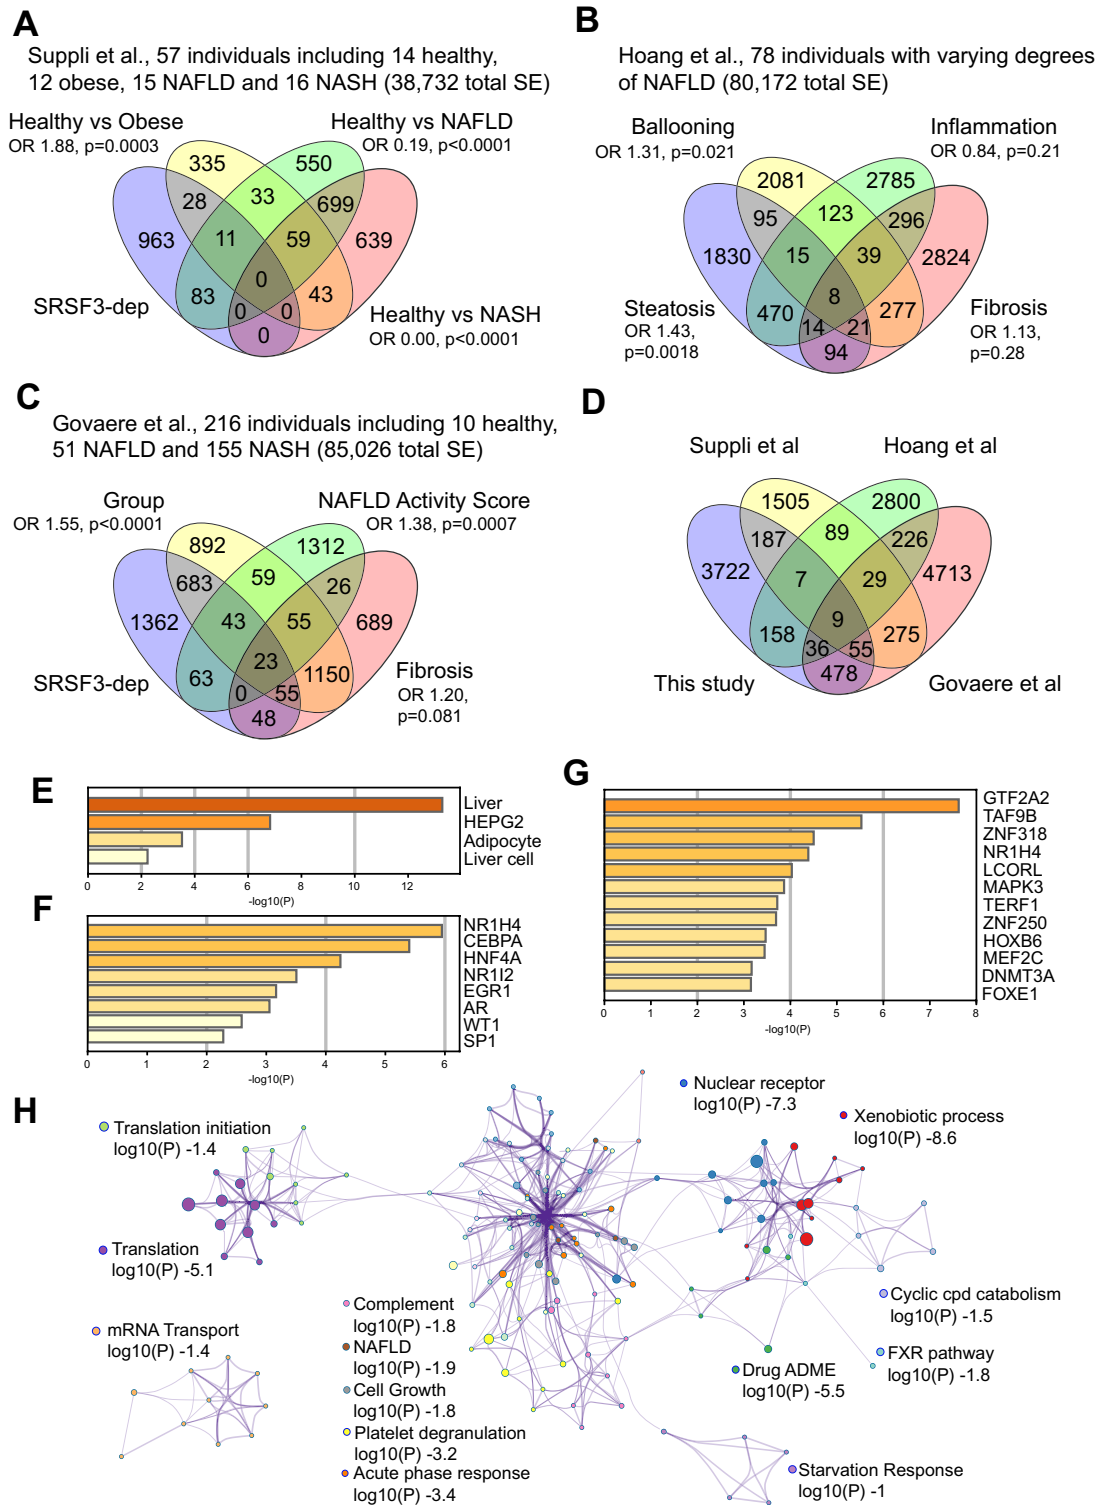 A
Suppli et al., 57 individuals including 14 healthy,
12 obese, 15 NAFLD and 16 NASH (38,732 total SE)
Healthy vs Obese
OR 1.88, p=0.0003
Healthy vs NAFLD
OR 0.19, p<0.0001
335
550
28
33
699
963
11
59
639
0
83
0
0
43
0
SRSF3-dep
Healthy vs NASH
OR 0.00, p<0.0001
B
Hoang et al., 78 individuals with varying degrees
of NAFLD (80,172 total SE)
Ballooning
OR 1.31, p=0.021
Inflammation
OR 0.84, p=0.21
2081
2785
95
123
296
1830
15
39
2824
8
470
14
21
277
94
Steatosis
OR 1.43,
p=0.0018
Fibrosis
OR 1.13,
p=0.28
C
Govaere et al., 216 individuals including 10 healthy,
51 NAFLD and 155 NASH (85,026 total SE)
Group
OR 1.55, p<0.0001
NAFLD Activity Score
OR 1.38, p=0.0007
892
1312
683
59
26
1362
43
55
689
23
63
0
55
1150
48
SRSF3-dep
Fibrosis
OR 1.20,
p=0.081
D
Suppli et al
Hoang et al
1505
2800
187
89
226
3722
7
29
4713
9
158
36
55
275
478
This study
Govaere et al
E
Liver
HEPG2
Adipocyte
Liver cell
0 2 4 6 8 10 12
-log10(P)
F
NR1H4
CEBPA
HNF4A
NR1I2
EGR1
AR
WT1
SP1
0 1 2 3 4 5 6
-log10(P)
G
GTF2A2
TAF9B
ZNF318
NR1H4
LCORL
MAPK3
TERF1
ZNF250
HOXB6
MEF2C
DNMT3A
FOXE1
0 1 2 3 4 5 6 7 8
-log10(P)
H
Translation initiation
log10(P) -1.4
Nuclear receptor
log10(P) -7.3
Xenobiotic process
log10(P) -8.6
Translation
log10(P) -5.1
mRNA Transport
log10(P) -1.4
Complement
log10(P) -1.8
NAFLD
log10(P) -1.9
Cell Growth
log10(P) -1.8
Platelet degranulation
log10(P) -3.2
Acute phase response
log10(P) -3.4
Cyclic cpd catabolism
log10(P) -1.5
FXR pathway
log10(P) -1.8
Drug ADME
log10(P) -5.5
Starvation Response
log10(P) -1